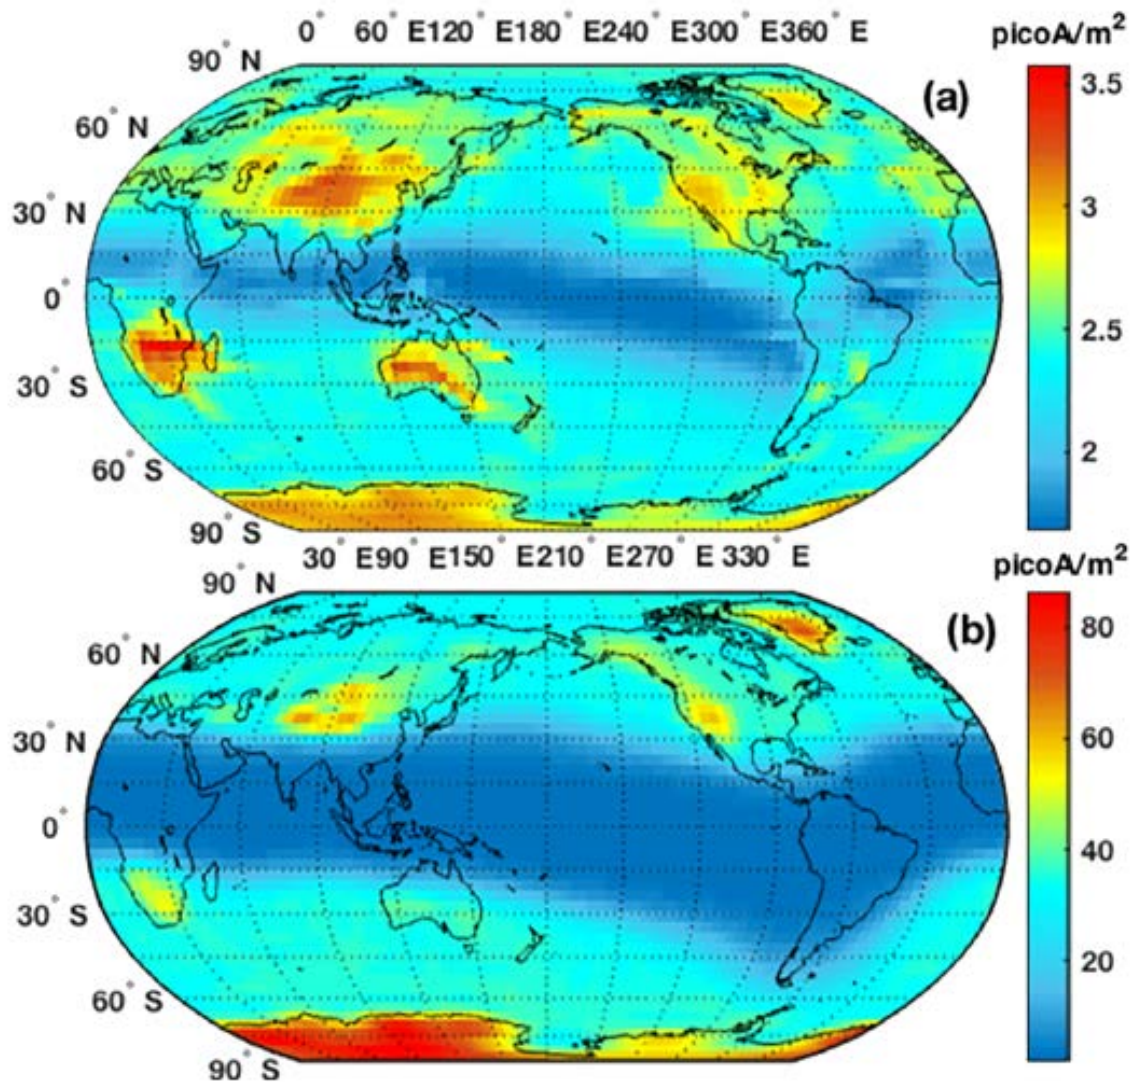 0° 60° E120° E180° E240° E300° E360° E
picoA/m²
90° N
(a)
3.5
60° N
3
30° N
0°
2.5
30° S
2
60° S
90° S
30° E90° E150° E210° E270° E 330° E
picoA/m²
90° N
(b)
80
60° N
60
30° N
0°
40
30° S
20
60° S
90° S